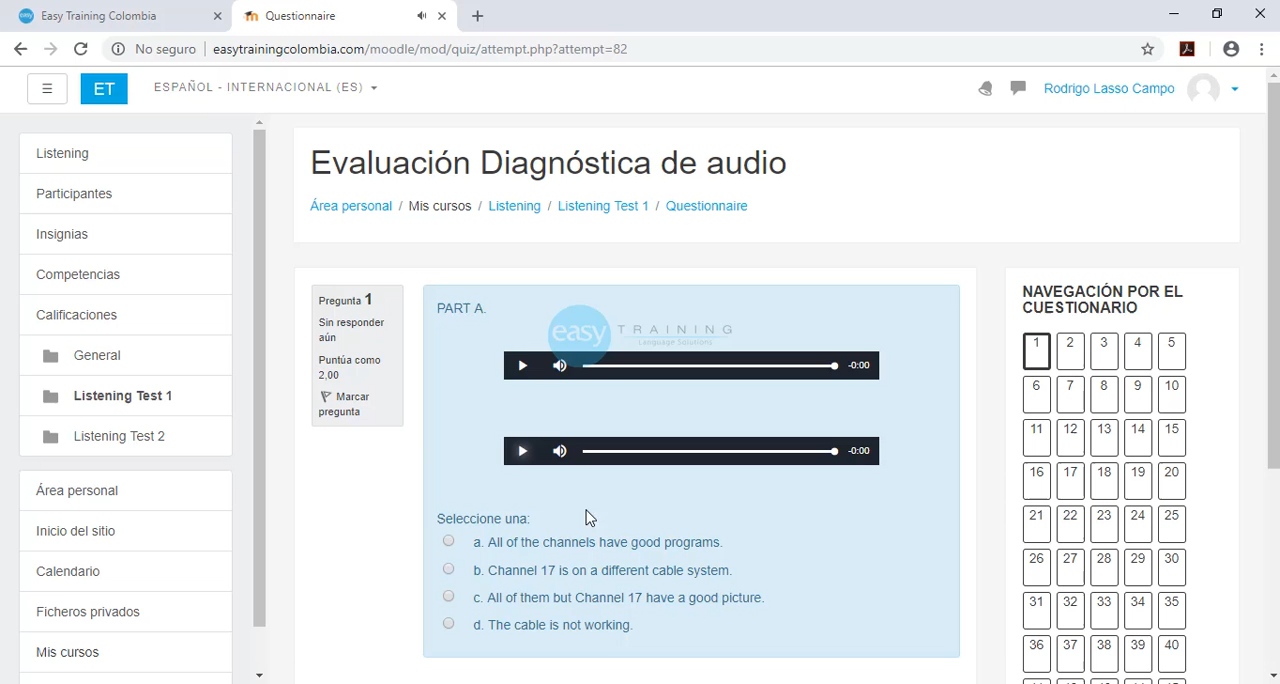 Easy Training Colombia
Questionnaire
No seguro
easytrainingcolombia.com/moodle/mod/quiz/attempt.php?attempt=82
ET
ESPAÑOL - INTERNACIONAL (ES)
Rodrigo Lasso Campo
Listening
Participantes
Insignias
Competencias
Calificaciones
General
Listening Test 1
Listening Test 2
Área personal
Inicio del sitio
Calendario
Ficheros privados
Mis cursos
Evaluación Diagnóstica de audio
Área personal / Mis cursos / Listening / Listening Test 1 / Questionnaire
Pregunta 1
Sin responder
aún
Puntúa como
2,00
Marcar
pregunta
PART A.
easy TRAINING
Language Solutions
-0:00
-0:00
Seleccione una:
a. All of the channels have good programs.
b. Channel 17 is on a different cable system.
c. All of them but Channel 17 have a good picture.
d. The cable is not working.
NAVEGACIÓN POR EL
CUESTIONARIO
1 2 3 4 5
6 7 8 9 10
11 12 13 14 15
16 17 18 19 20
21 22 23 24 25
26 27 28 29 30
31 32 33 34 35
36 37 38 39 40